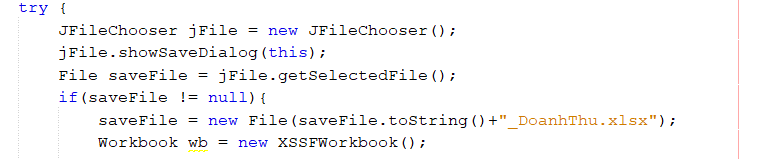 try {
JFileChooser jFile = new JFileChooser();
jFile.showSaveDialog(this);
File saveFile = jFile.getSelectedFile();
if(saveFile != null){
saveFile = new File(saveFile.toString()+"_DoanhThu.xlsx");
Workbook wb = new XSSFWorkbook();